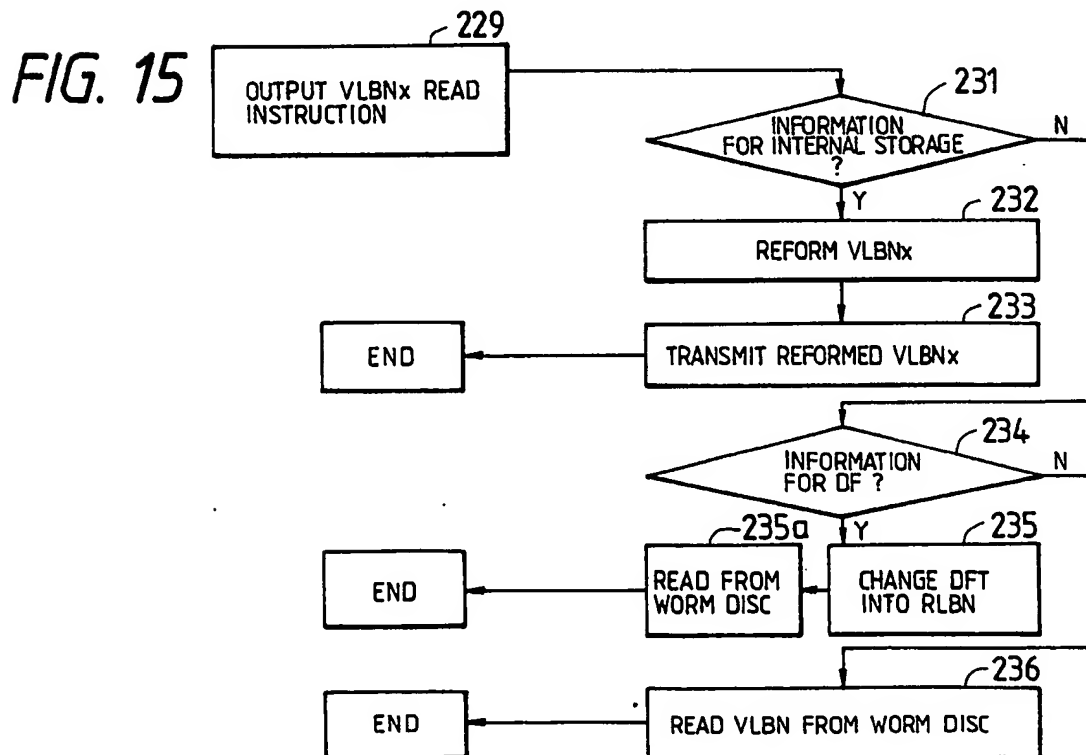 FIG. 15
229
OUTPUT VLBNx READ
INSTRUCTION
231
INFORMATION
FOR INTERNAL STORAGE
?
N
Y
232
REFORM VLBNx
233
TRANSMIT REFORMED VLBNx
END
234
INFORMATION
FOR DF ?
N
Y
235
CHANGE DFT
INTO RLBN
235a
READ FROM
WORM DISC
END
236
READ VLBN FROM WORM DISC
END